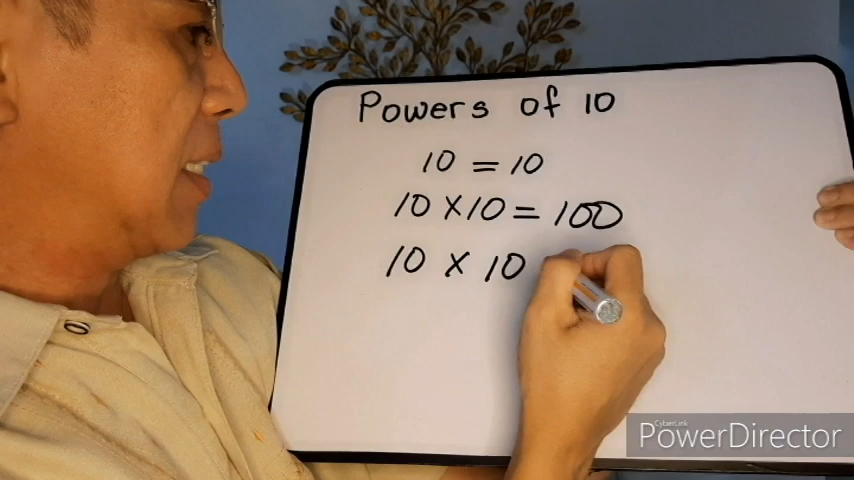 Powers of 10
10 = 10
10 X 10 = 100
10 X 10
CyberLink
PowerDirector